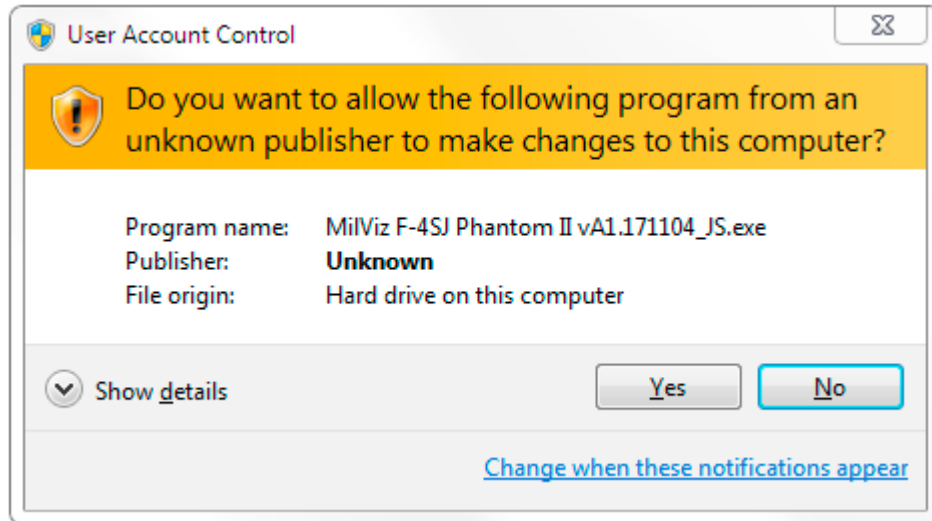 User Account Control
Do you want to allow the following program from an
unknown publisher to make changes to this computer?
Program name: MilViz F-4SJ Phantom II vA1.171104_JS.exe
Publisher: Unknown
File origin: Hard drive on this computer
Show details
Yes
No
Change when these notifications appear